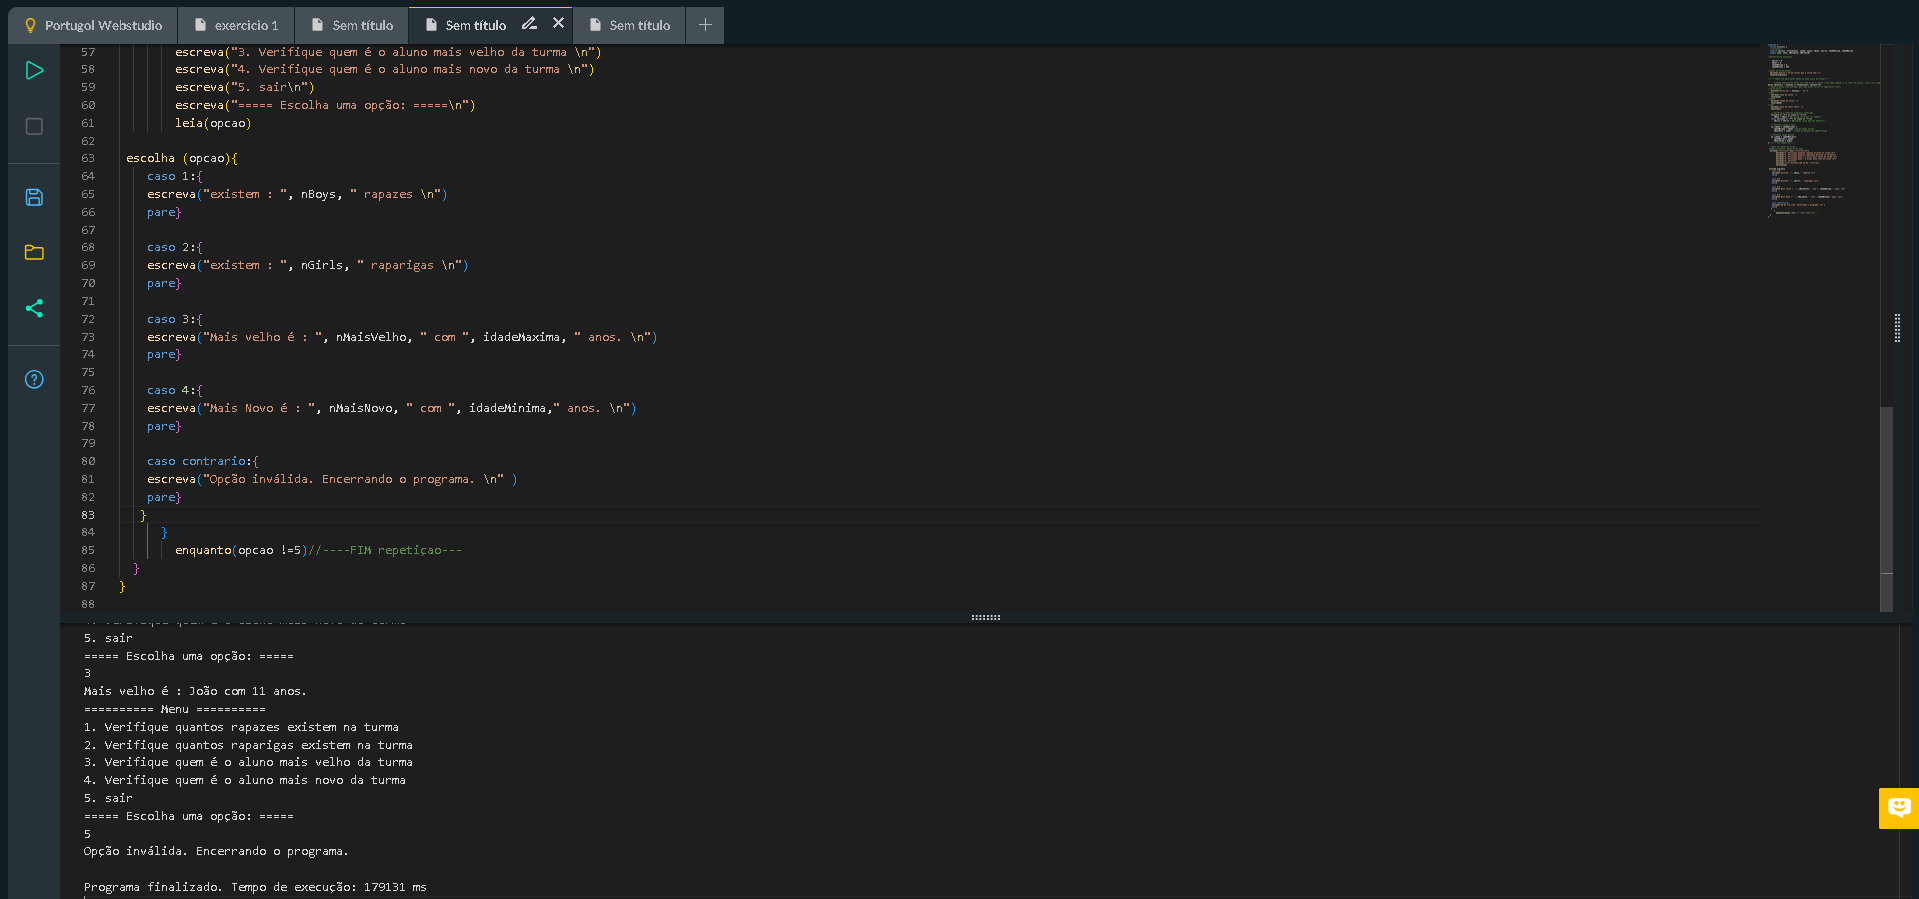 Portugol Webstudio
exercicio 1
Sem título
Sem título
Sem título
57 escreva("3. Verifique quem é o aluno mais velho da turma \n")
58 escreva("4. Verifique quem é o aluno mais novo da turma \n")
59 escreva("5. sair\n")
60 escreva("===== Escolha uma opção: =====\n")
61 leia(opcao)
62
63 escolha (opcao){
64 caso 1:{
65 escreva("existem : ", nBoys, " rapazes \n")
66 pare}
67
68 caso 2:{
69 escreva("existem : ", nGirls, " raparigas \n")
70 pare}
71
72 caso 3:{
73 escreva("Mais velho é : ", nMaisVelho, " com ", idadeMaxima, " anos. \n")
74 pare}
75
76 caso 4:{
77 escreva("Mais Novo é : ", nMaisNovo, " com ", idadeMinima," anos. \n")
78 pare}
79
80 caso contrario:{
81 escreva("Opção inválida. Encerrando o programa. \n" )
82 pare}
83 }
84 }
85 enquanto(opcao !=5)//----FIM repetiçao---
86 }
87 }
88
5. sair
===== Escolha uma opção: =====
3
Mais velho é : João com 11 anos.
========== Menu ==========
1. Verifique quantos rapazes existem na turma
2. Verifique quantos raparigas existem na turma
3. Verifique quem é o aluno mais velho da turma
4. Verifique quem é o aluno mais novo da turma
5. sair
===== Escolha uma opção: =====
5
Opção inválida. Encerrando o programa.
Programa finalizado. Tempo de execução: 179131 ms